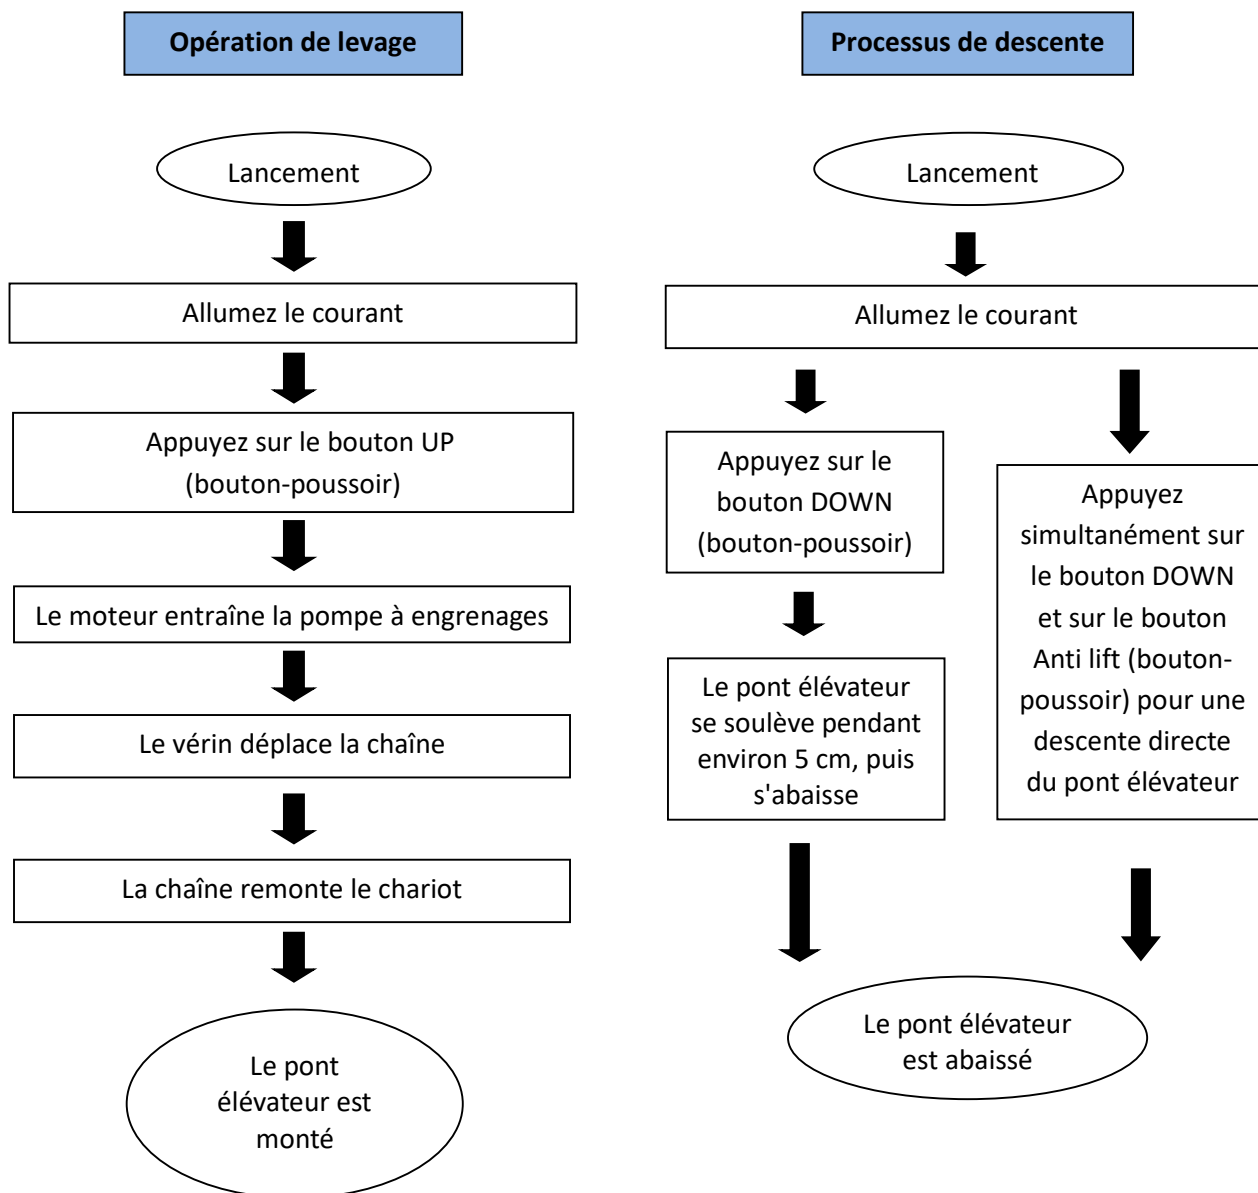 Opération de levage
Lancement
Allumez le courant
Appuyez sur le bouton UP
(bouton-poussoir)
Le moteur entraîne la pompe à engrenages
Le vérin déplace la chaîne
La chaîne remonte le chariot
Le pont
élévateur est
monté
Processus de descente
Lancement
Allumez le courant
Appuyez sur le
bouton DOWN
(bouton-poussoir)
Le pont élévateur
se soulève pendant
environ 5 cm, puis
s'abaisse
Appuyez
simultanément sur
le bouton DOWN
et sur le bouton
Anti lift (bouton-
poussoir) pour une
descente directe
du pont élévateur
Le pont élévateur
est abaissé